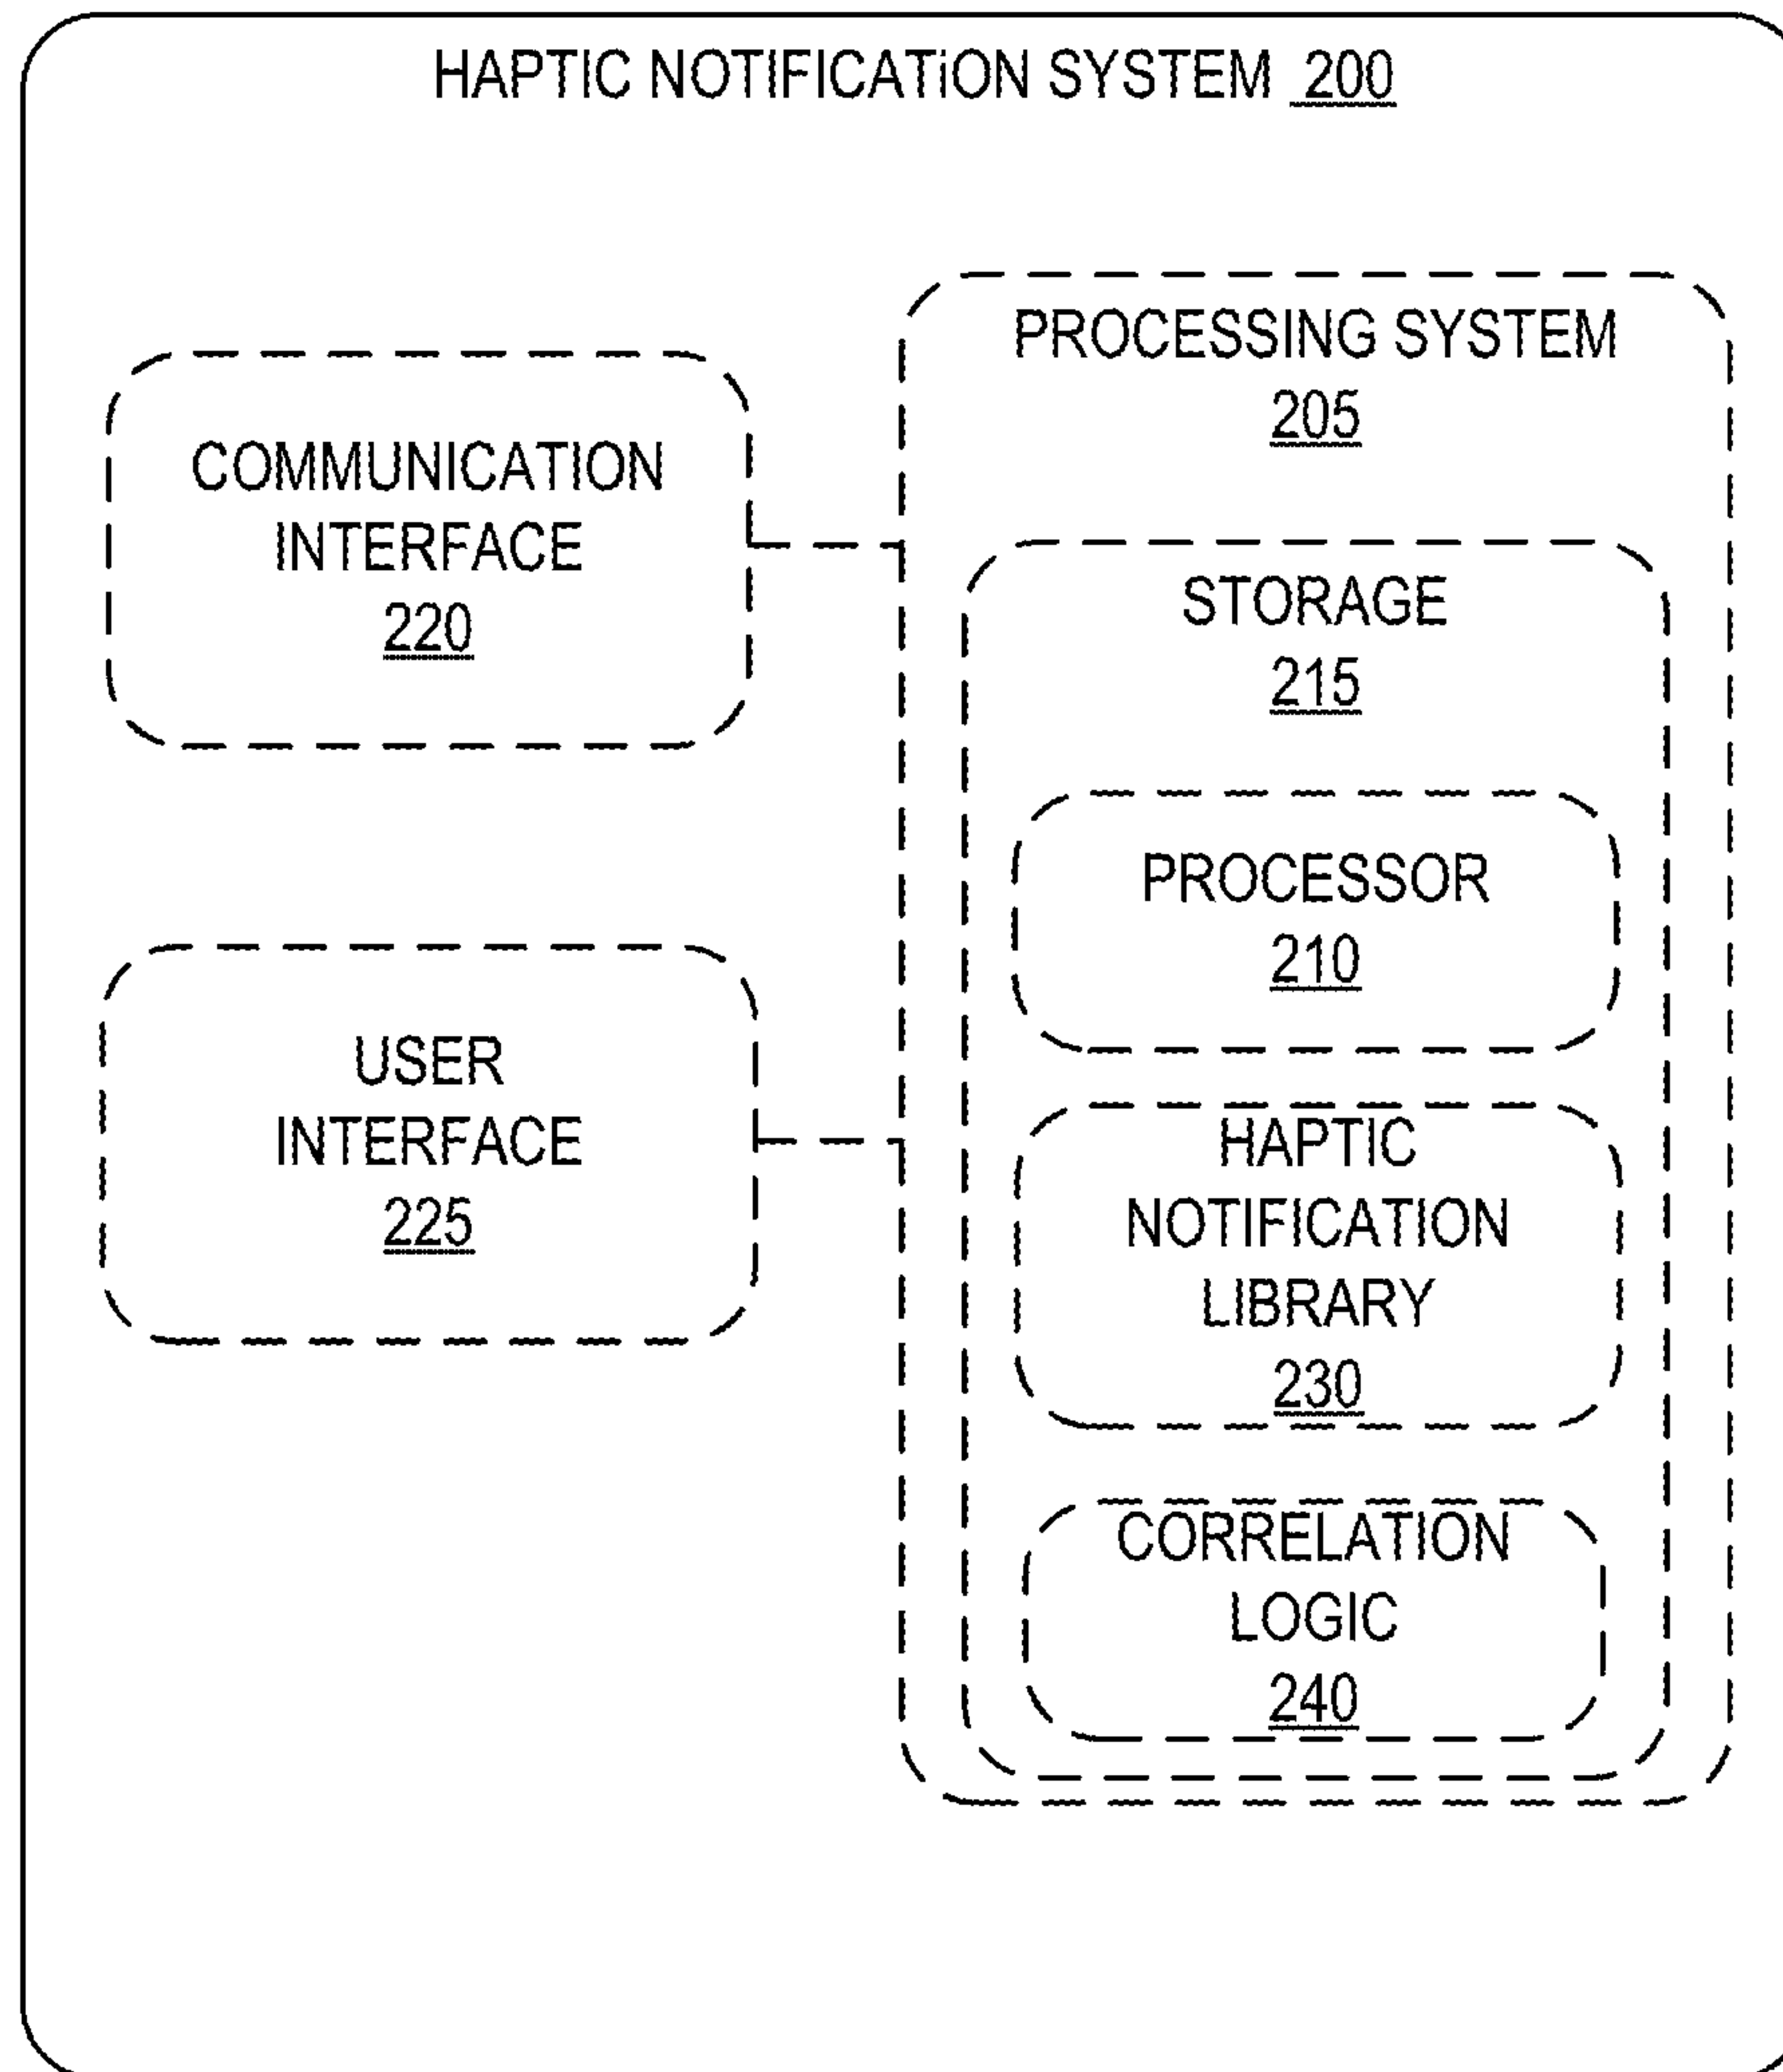 HAPTIC NOTIFICATiON SYSTEM 200
PROCESSING SYSTEM
205
COMMUNICATION
INTERFACE
220
STORAGE
215
PROCESSOR
210
USER
INTERFACE
225
HAPTIC
NOTIFICATION
LIBRARY
230
CORRELATION
LOGIC
240